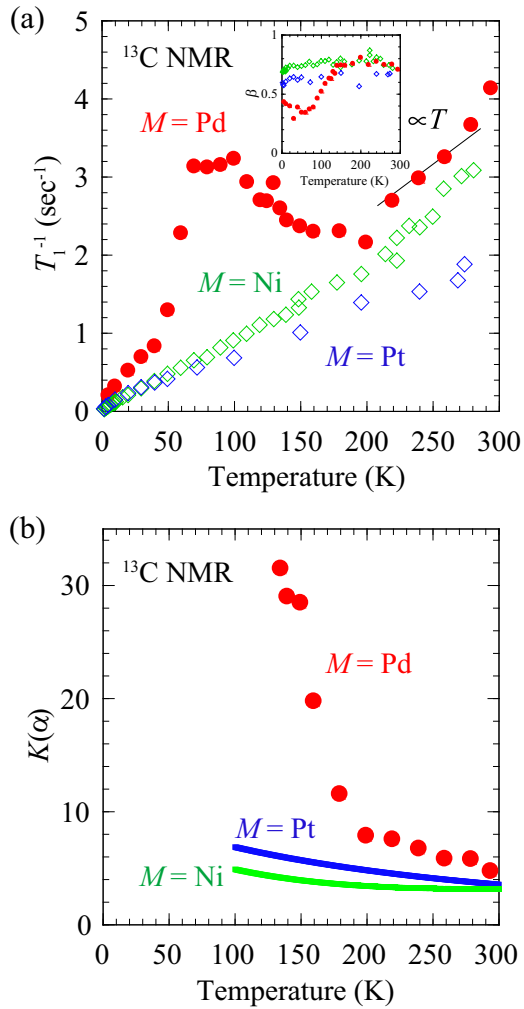 (a)
4
3
2
1
0
T₁⁻¹ (sec⁻¹)
¹³C NMR
M = Pd
M = Ni
M = Pt
∝T
1
0.5
0
β
0 100 200 300
Temperature (K)
0 50 100 150 200 250 300
Temperature (K)
(b)
30
20
10
0
K(α)
¹³C NMR
M = Pd
M = Pt
M = Ni
0 50 100 150 200 250 300
Temperature (K)